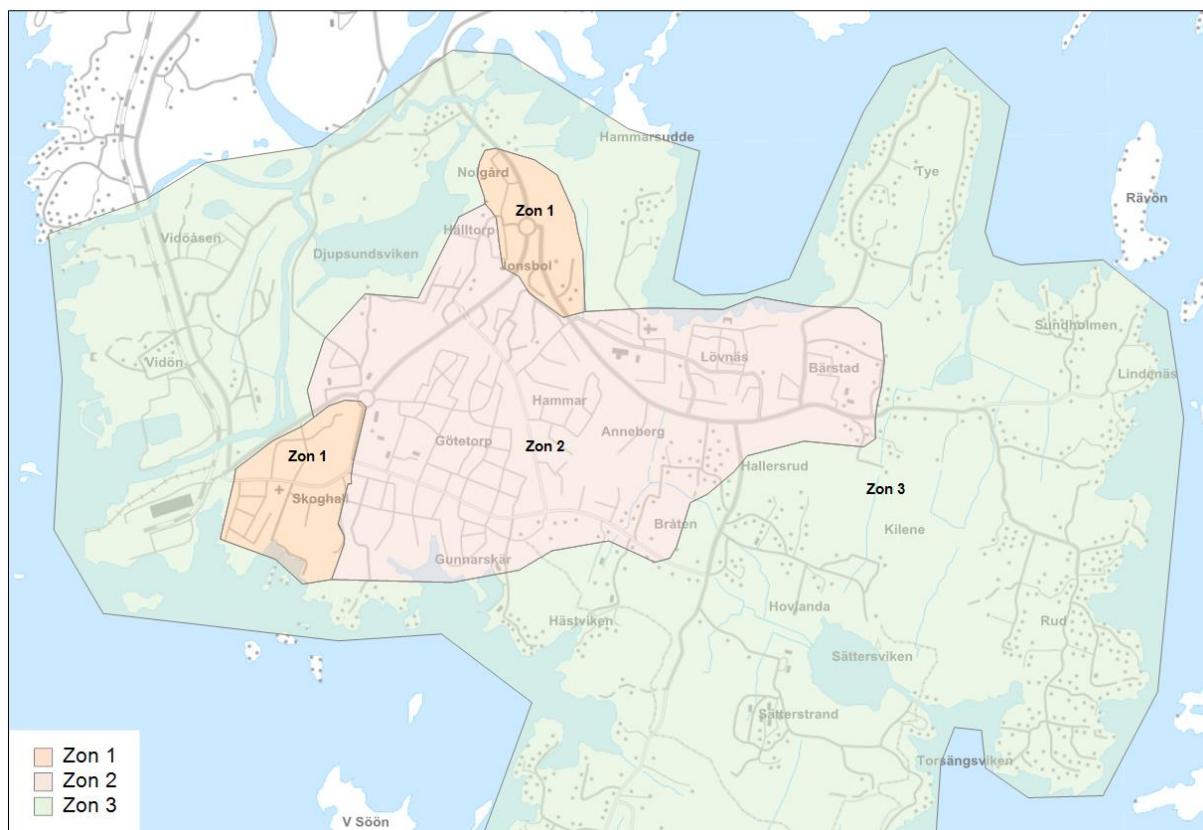 Hammarsudde
Nolgård
Tye
Rävön
Zon 1
Hälltorp
Vidöåsen
Djupsundsviken
Jonsbol
Sundholmen
Vidön
Lövnäs
Bärstad
Lindenäs
Hammar
Götetorp
Anneberg
Zon 2
Zon 1
Hallersrud
Zon 3
Skoghall
Bråten
Kilene
Gunnarskär
Hovlanda
Hästviken
Rud
Sättersviken
Sätterstrand
Torsängsviken
V Söön
Zon 1
Zon 2
Zon 3